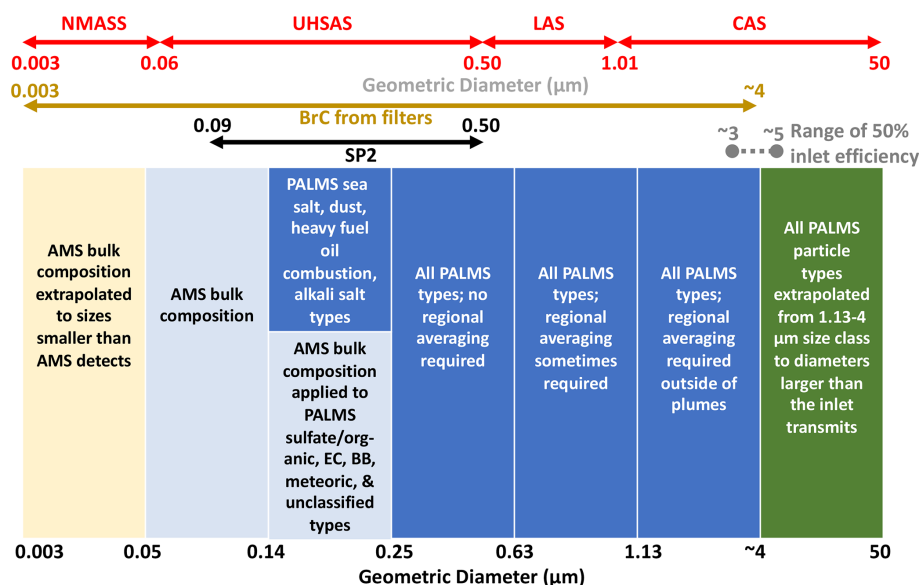 NMASS UHSAS LAS CAS
0.003 0.06 0.50 1.01 50
Geometric Diameter (µm)
0.003 ~4
BrC from filters
0.09 0.50
SP2
~3 ~5 Range of 50%
inlet efficiency
AMS bulk
composition
extrapolated
to sizes
smaller than
AMS detects
AMS bulk
composition
PALMS sea
salt, dust,
heavy fuel
oil
combustion,
alkali salt
types
AMS bulk
composition
applied to
PALMS
sulfate/org-
anic, EC, BB,
meteoric, &
unclassified
types
All PALMS
types; no
regional
averaging
required
All PALMS
types;
regional
averaging
sometimes
required
All PALMS
types;
regional
averaging
required
outside of
plumes
All PALMS
particle
types
extrapolated
from 1.13-4
µm size class
to diameters
larger than
the inlet
transmits
0.003 0.05 0.14 0.25 0.63 1.13 ~4 50
Geometric Diameter (µm)